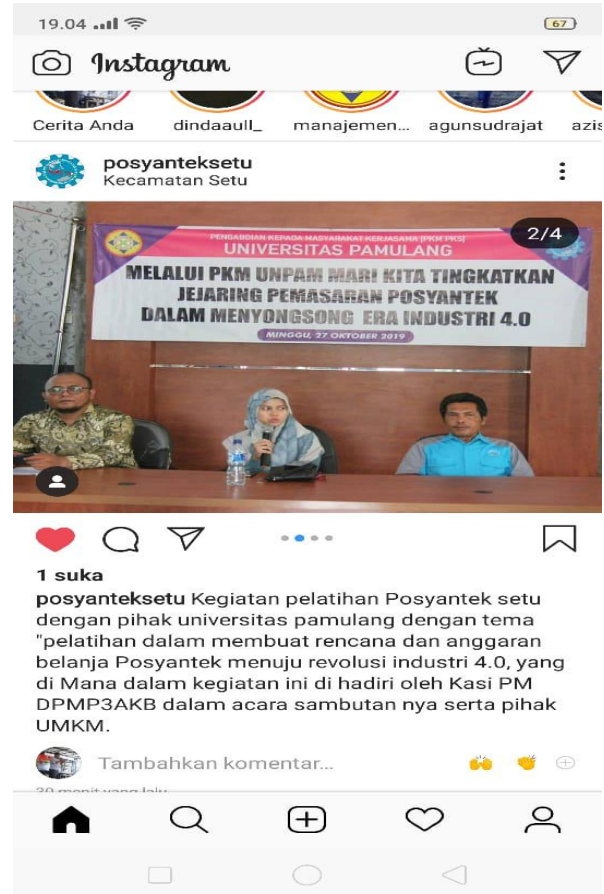 19.04
67
Instagram
Cerita Anda
dindaaull_
manajemen...
agunsudrajat
azis
posyanteksetu
Kecamatan Setu
2/4
PENGABDIAN KEPADA MASYARAKAT KERJASAMA (PKM PKS)
UNIVERSITAS PAMULANG
MELALUI PKM UNPAM MARI KITA TINGKATKAN
JEJARING PEMASARAN POSYANTEK
DALAM MENYONGSONG ERA INDUSTRI 4.0
MINGGU, 27 OKTOBER 2019
1 suka
posyanteksetu Kegiatan pelatihan Posyantek setu
dengan pihak universitas pamulang dengan tema
"pelatihan dalam membuat rencana dan anggaran
belanja Posyantek menuju revolusi industri 4.0, yang
di Mana dalam kegiatan ini di hadiri oleh Kasi PM
DPMP3AKB dalam acara sambutan nya serta pihak
UMKM.
Tambahkan komentar...
30 menit yang lalu